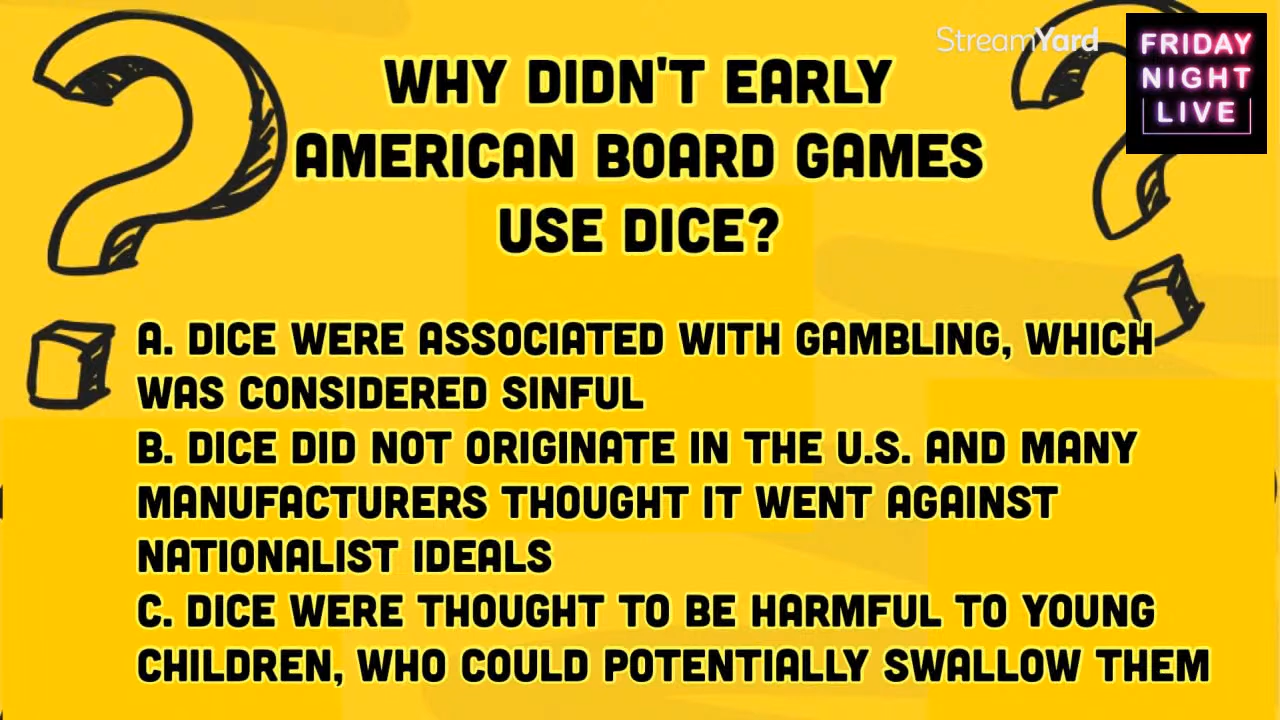 StreamYard
FRIDAY
NIGHT
LIVE
WHY DIDN'T EARLY
AMERICAN BOARD GAMES
USE DICE?
A. DICE WERE ASSOCIATED WITH GAMBLING, WHICH
WAS CONSIDERED SINFUL
B. DICE DID NOT ORIGINATE IN THE U.S. AND MANY
MANUFACTURERS THOUGHT IT WENT AGAINST
NATIONALIST IDEALS
C. DICE WERE THOUGHT TO BE HARMFUL TO YOUNG
CHILDREN, WHO COULD POTENTIALLY SWALLOW THEM